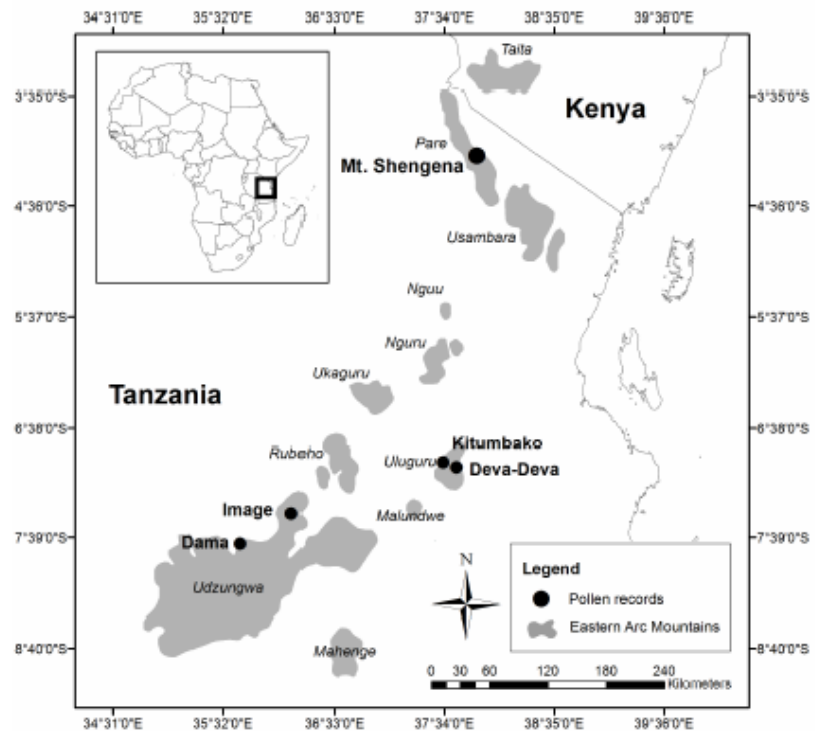 34°31'0"E 35°32'0"E 36°33'0"E 37°34'0"E 38°35'0"E 39°36'0"E
Taita
3°35'0"S
3°35'0"S
Kenya
Pare
Mt. Shengena
4°36'0"S
4°36'0"S
Usambara
Nguu
5°37'0"S
5°37'0"S
Nguru
Ukaguru
Tanzania
6°38'0"S
6°38'0"S
Kitumbako
Rubeho
Uluguru
Deva-Deva
Image
Malundwe
7°39'0"S
7°39'0"S
Dama
N
Legend
Udzungwa
Pollen records
Eastern Arc Mountains
8°40'0"S
8°40'0"S
Mahenge
0 30 60 120 180 240
Kilometers
34°31'0"E 35°32'0"E 36°33'0"E 37°34'0"E 38°35'0"E 39°36'0"E